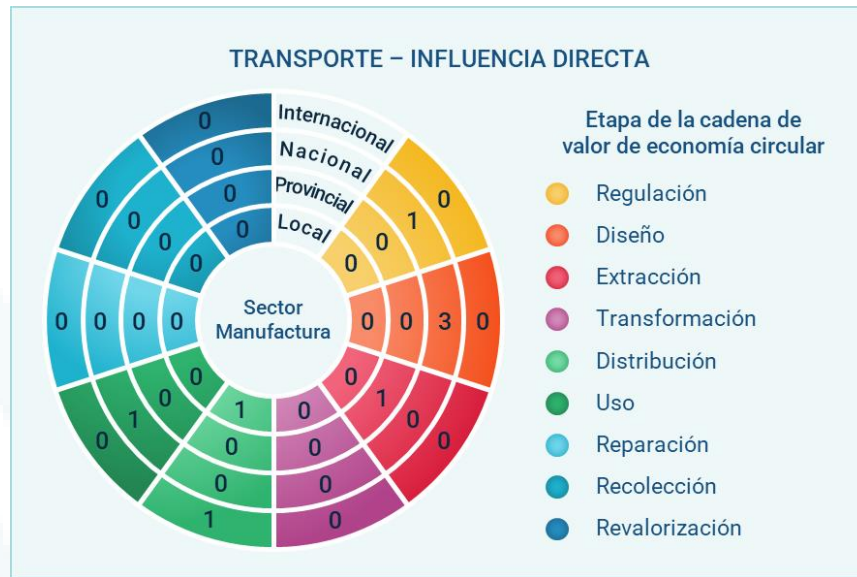 TRANSPORTE – INFLUENCIA DIRECTA
Internacional
Nacional
Provincial
Local
0
0
0
0
0
0
1
0
0
0
3
0
0
1
0
0
0
0
0
0
1
0
0
1
0
0
1
0
0
0
0
0
0
0
0
0
Sector
Manufactura
Etapa de la cadena de
valor de economía circular
Regulación
Diseño
Extracción
Transformación
Distribución
Uso
Reparación
Recolección
Revalorización